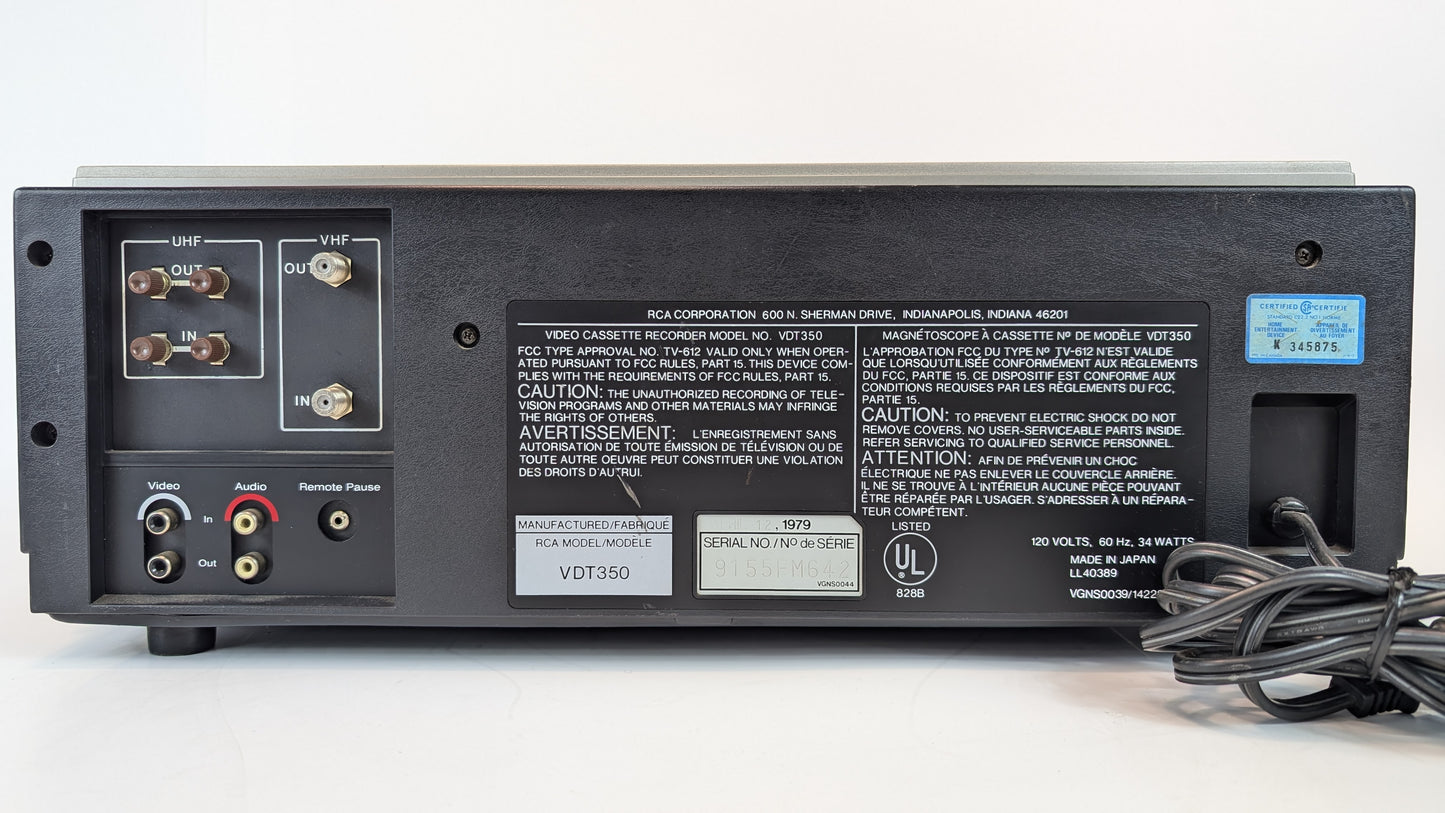 UHF
OUT
IN
VHF
OUT
IN
Video
Audio
Remote Pause
In
Out
RCA CORPORATION 600 N. SHERMAN DRIVE, INDIANAPOLIS, INDIANA 46201
VIDEO CASSETTE RECORDER MODEL NO. VDT350
FCC TYPE APPROVAL NO. TV-612 VALID ONLY WHEN OPER-
ATED PURSUANT TO FCC RULES, PART 15. THIS DEVICE COM-
PLIES WITH THE REQUIREMENTS OF FCC RULES, PART 15.
CAUTION: THE UNAUTHORIZED RECORDING OF TELE-
VISION PROGRAMS AND OTHER MATERIALS MAY INFRINGE
THE RIGHTS OF OTHERS.
AVERTISSEMENT: L'ENREGISTREMENT SANS
AUTORISATION DE TOUTE ÉMISSION DE TÉLÉVISION OU DE
TOUTE AUTRE OEUVRE PEUT CONSTITUER UNE VIOLATION
DES DROITS D'AUTRUI.
MAGNÉTOSCOPE À CASSETTE Nº DE MODÈLE VDT350
L'APPROBATION FCC DU TYPE Nº TV-612 N'EST VALIDE
QUE LORSQU'UTILISÉE CONFORMÉMENT AUX RÈGLEMENTS
DU FCC, PARTIE 15. CE DISPOSITIF EST CONFORME AUX
CONDITIONS REQUISES PAR LES RÈGLEMENTS DU FCC,
PARTIE 15.
CAUTION: TO PREVENT ELECTRIC SHOCK DO NOT
REMOVE COVERS. NO USER-SERVICEABLE PARTS INSIDE.
REFER SERVICING TO QUALIFIED SERVICE PERSONNEL.
ATTENTION: AFIN DE PRÉVENIR UN CHOC
ÉLECTRIQUE NE PAS ENLEVER LE COUVERCLE ARRIÈRE.
IL NE SE TROUVE À L'INTÉRIEUR AUCUNE PIÈCE POUVANT
ÊTRE RÉPARÉE PAR L'USAGER. S'ADRESSER À UN RÉPARA-
TEUR COMPÉTENT.
MANUFACTURED/FABRIQUÉ
RCA MODEL/MODÈLE
VDT350
12, 1979
SERIAL NO./Nº de SÉRIE
9155FM642
VGNS0044
LISTED
UL
®
828B
120 VOLTS, 60 Hz, 34 WATTS
MADE IN JAPAN
LL40389
VGNS0039/1422
CERTIFIED SA CERTIFIE
HOME ENTERTAINMENT DEVICE
APPAREIL DE DIVERTISSEMENT AU FOYER
K 345875